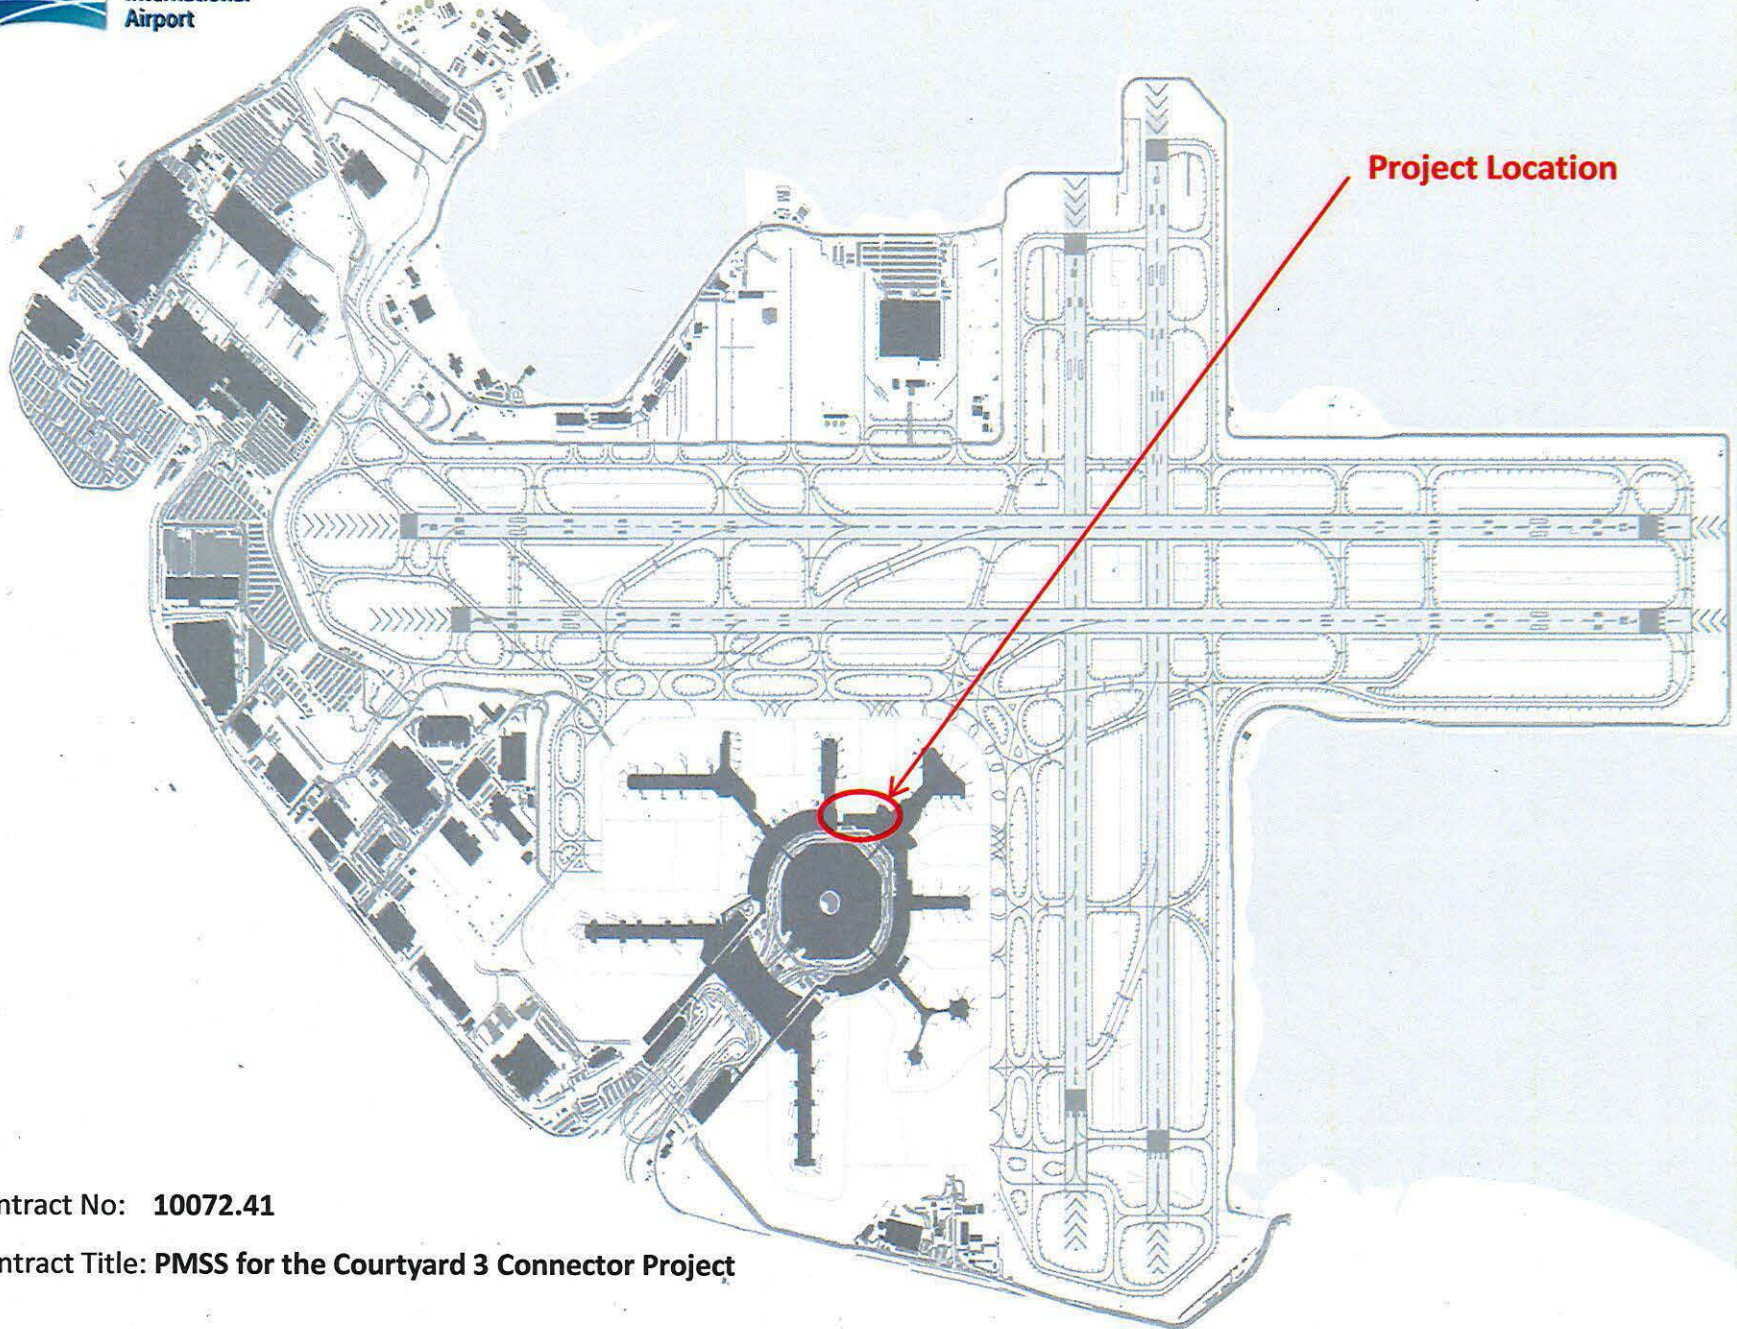 Airport
Project Location
ntract No: 10072.41
ntract Title: PMSS for the Courtyard 3 Connector Project